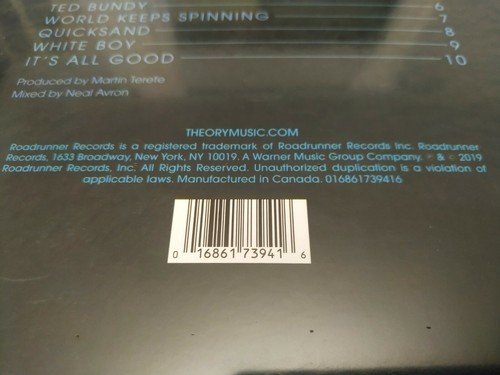 TED BUNDY 6
WORLD KEEPS SPINNING 7
QUICKSAND 8
WHITE BOY 9
IT'S ALL GOOD 10
Produced by Martin Terefe
Mixed by Neal Avron
THEORYMUSIC.COM
Roadrunner Records is a registered trademark of Roadrunner Records Inc. Roadrunner
Records, 1633 Broadway, New York, NY 10019. A Warner Music Group Company. ℗ & © 2019
Roadrunner Records, Inc. All Rights Reserved. Unauthorized duplication is a violation of
applicable laws. Manufactured in Canada. 016861739416
0 16861 73941 6